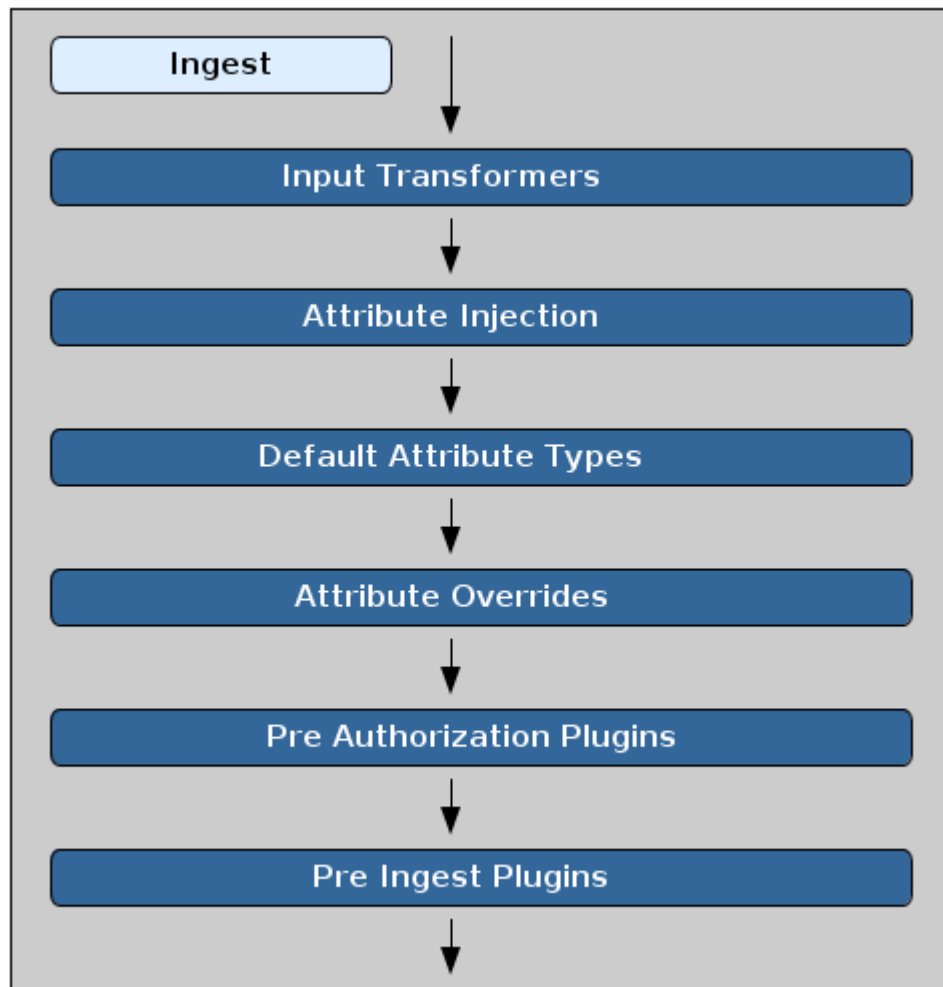 Ingest
Input Transformers
Attribute Injection
Default Attribute Types
Attribute Overrides
Pre Authorization Plugins
Pre Ingest Plugins